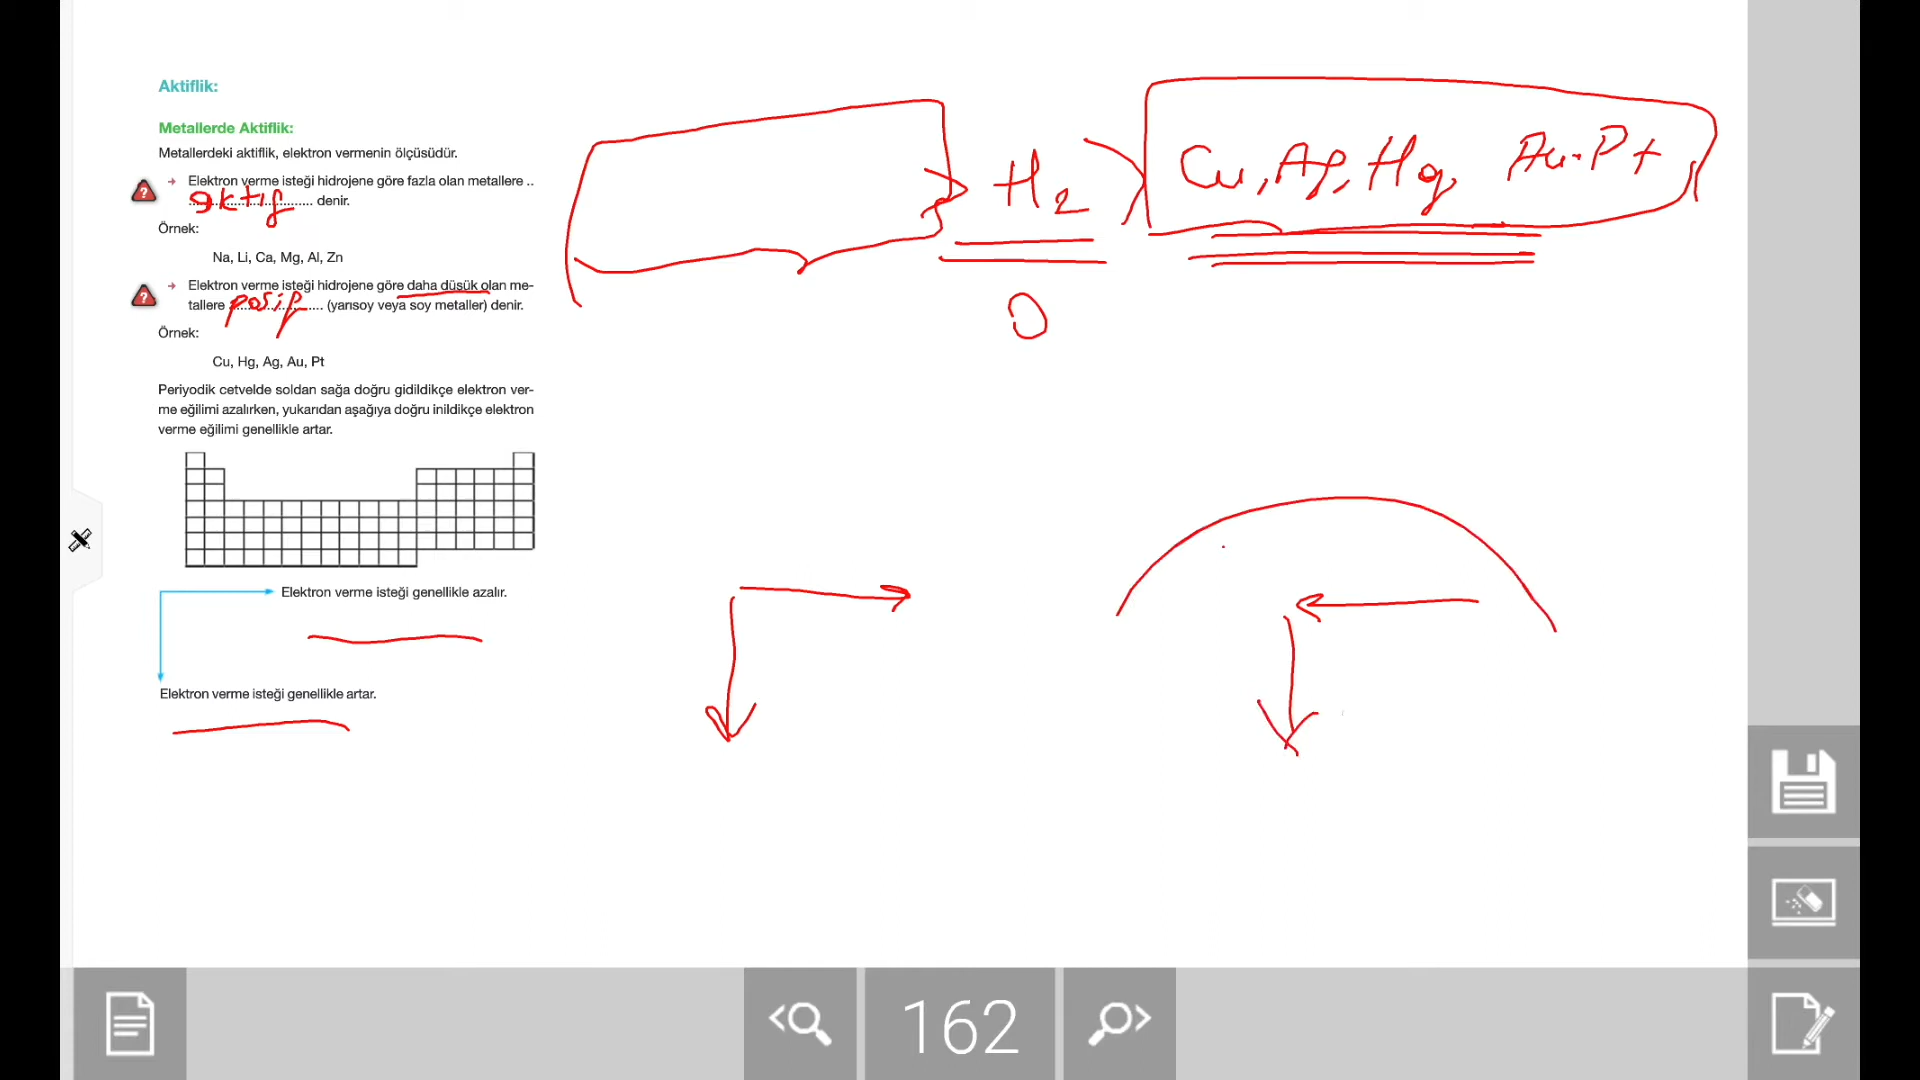 Aktiflik:
Metallerde Aktiflik:
Metallerdeki aktiflik, elektron vermenin ölçüsüdür.
→ Elektron verme isteği hidrojene göre fazla olan metallere ..
aktif ............................... denir.
Örnek:
Na, Li, Ca, Mg, Al, Zn
→ Elektron verme isteği hidrojene göre daha düşük olan me-
tallere pasif ....................... (yarısoy veya soy metaller) denir.
Örnek:
Cu, Hg, Ag, Au, Pt
Periyodik cetvelde soldan sağa doğru gidildikçe elektron ver-
me eğilimi azalırken, yukarıdan aşağıya doğru inildikçe elektron
verme eğilimi genellikle artar.
Elektron verme isteği genellikle azalır.
Elektron verme isteği genellikle artar.
H2 > Cu, Ag, Hg, Au-Pt
0
162